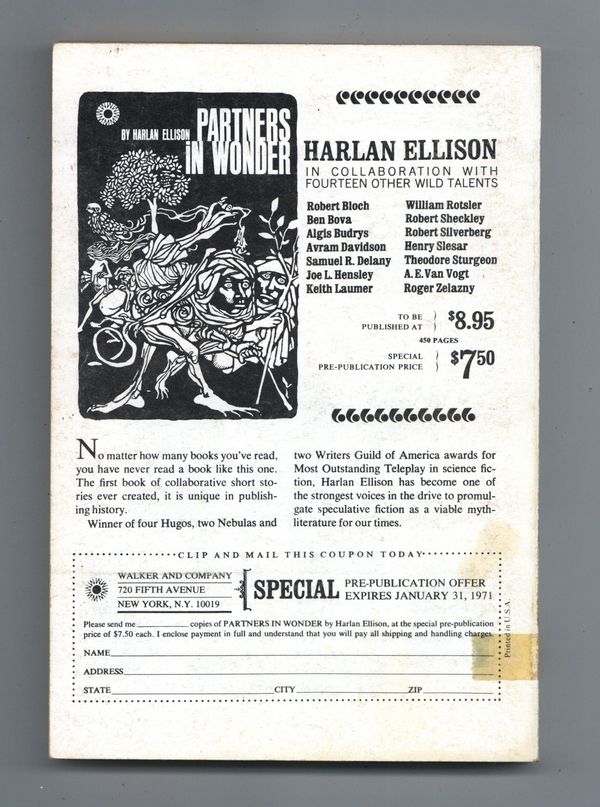 BY HARLAN ELLISON PARTNERS
iN WONDER
HARLAN ELLISON
IN COLLABORATION WITH
FOURTEEN OTHER WILD TALENTS
Robert Bloch
Ben Bova
Algis Budrys
Avram Davidson
Samuel R. Delany
Joe L. Hensley
Keith Laumer
William Rotsler
Robert Sheckley
Robert Silverberg
Henry Slesar
Theodore Sturgeon
A. E. Van Vogt
Roger Zelazny
TO BE
PUBLISHED AT
$8.95
450 PAGES
SPECIAL
PRE-PUBLICATION PRICE
$7.50
No matter how many books you've read,
you have never read a book like this one.
The first book of collaborative short sto-
ries ever created, it is unique in publish-
ing history.
Winner of four Hugos, two Nebulas and
two Writers Guild of America awards for
Most Outstanding Teleplay in science fic-
tion, Harlan Ellison has become one of
the strongest voices in the drive to promul-
gate speculative fiction as a viable myth-
literature for our times.
CLIP AND MAIL THIS COUPON TODAY
WALKER AND COMPANY
720 FIFTH AVENUE
NEW YORK, N.Y. 10019
SPECIAL
PRE-PUBLICATION OFFER
EXPIRES JANUARY 31, 1971
Please send me __________ copies of PARTNERS IN WONDER by Harlan Ellison, at the special pre-publication
price of $7.50 each. I enclose payment in full and understand that you will pay all shipping and handling charges.
NAME
ADDRESS
STATE CITY ZIP
Printed in U.S.A.